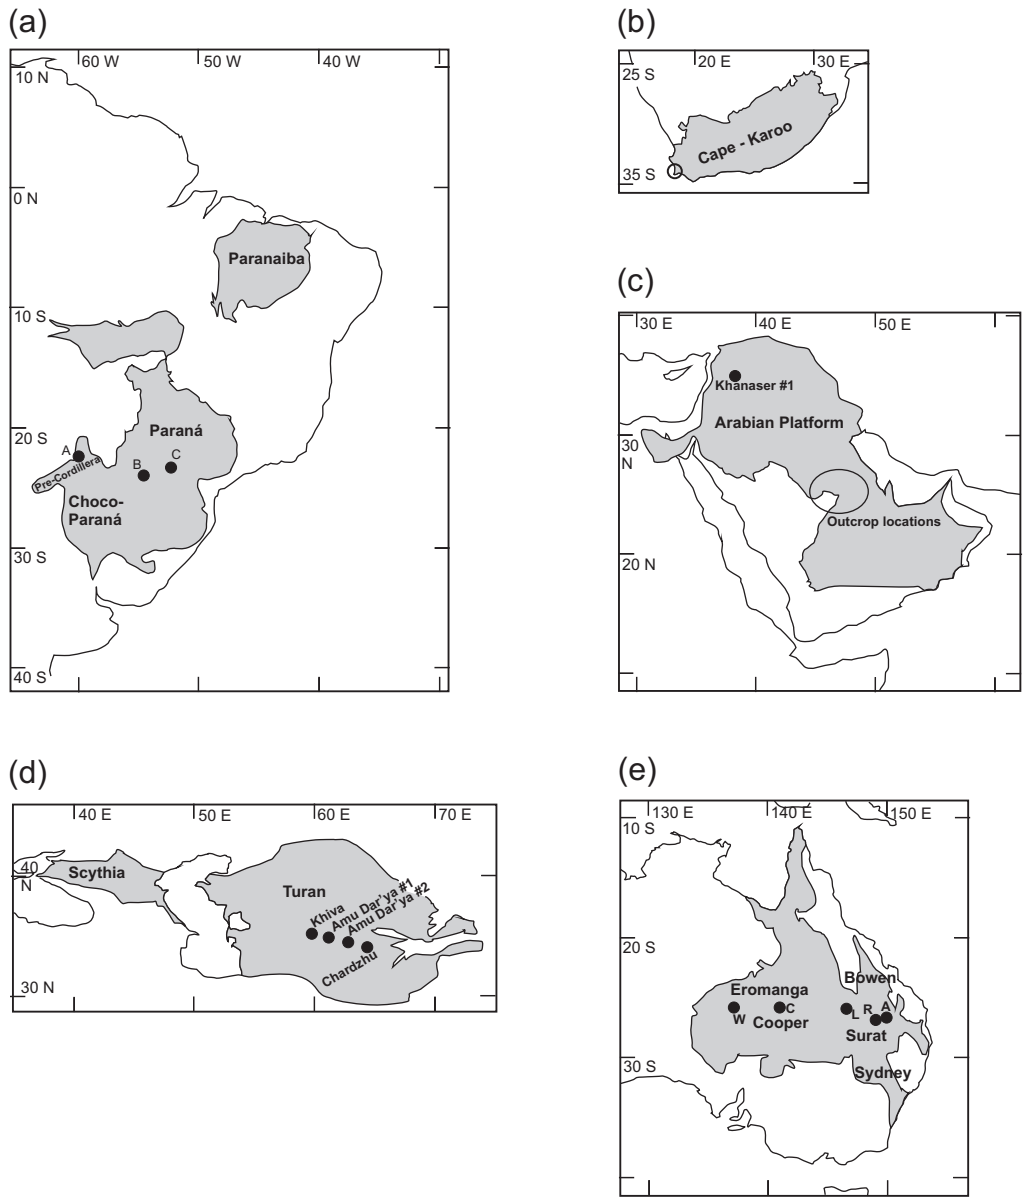 (a)
60 W
50 W
40 W
10 N
0 N
Paranaiba
10 S
20 S
Paraná
A
B
C
Pre-Cordillera
Choco-
Paraná
30 S
40 S
(b)
25 S
20 E
30 E
Cape - Karoo
35 S
(c)
30 E
40 E
50 E
Khanaser #1
Arabian Platform
30
N
Outcrop locations
20 N
(d)
40 E
50 E
60 E
70 E
40
N
Scythia
Turan
Khiva
Amu Dar'ya #1
Amu Dar'ya #2
Chardzhu
30 N
(e)
130 E
140 E
150 E
10 S
20 S
Bowen
Eromanga
W
C
Cooper
L
R
A
Surat
30 S
Sydney